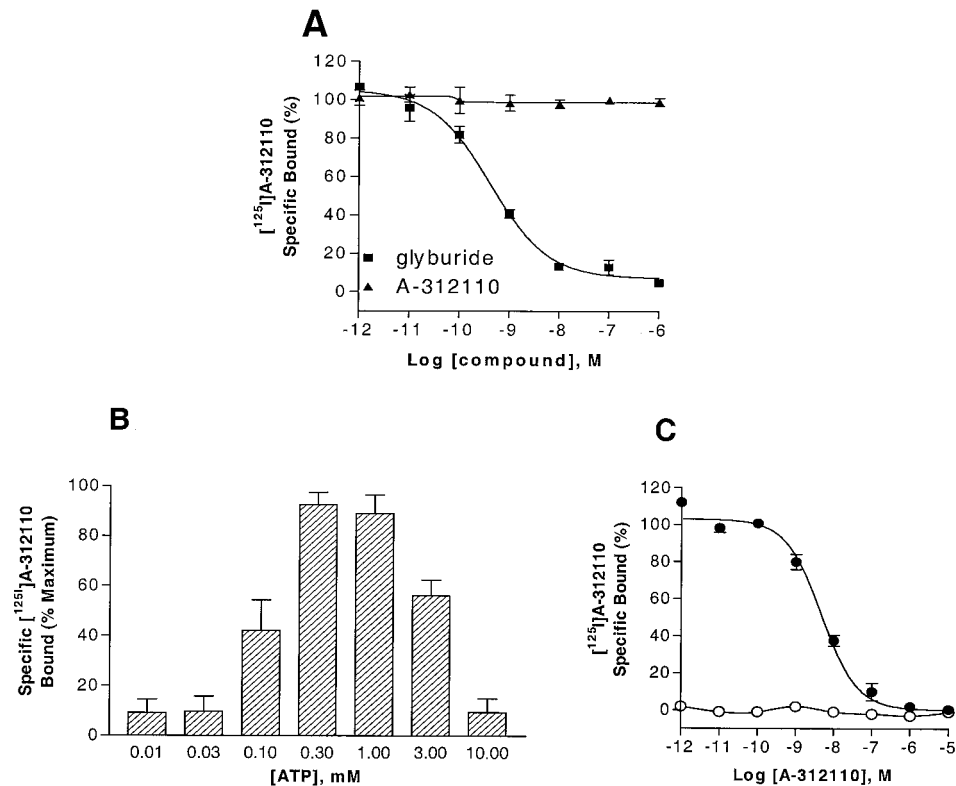 A
120
100
80
60
40
20
0
[¹²⁵I]A-312110
Specific Bound (%)
glyburide
A-312110
-12 -11 -10 -9 -8 -7 -6
Log [compound], M
B
100
80
60
40
20
0
Specific [¹²⁵I]A-312110
Bound (% Maximum)
0.01 0.03 0.10 0.30 1.00 3.00 10.00
[ATP], mM
C
120
100
80
60
40
20
0
[¹²⁵I]A-312110
Specific Bound (%)
-12 -11 -10 -9 -8 -7 -6 -5
Log [A-312110], M